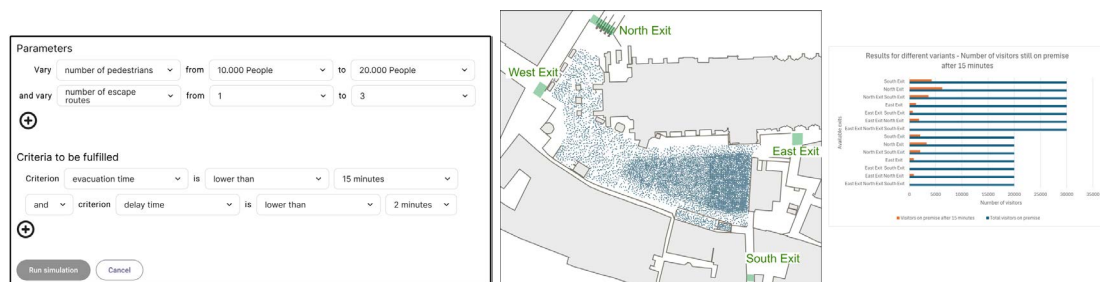 Parameters
Vary number of pedestrians from 10.000 People to 20.000 People
and vary number of escape routes from 1 to 3
Criteria to be fulfilled
Criterion evacuation time is lower than 15 minutes
and criterion delay time is lower than 2 minutes
Run simulation Cancel
North Exit
West Exit
East Exit
South Exit
Results for different variants - Number of visitors still on premise
after 15 minutes
Available exits
South Exit
North Exit
North Exit South Exit
East Exit
East Exit South Exit
East Exit North Exit
East Exit North Exit South Exit
South Exit
North Exit
North Exit South Exit
East Exit
East Exit South Exit
East Exit North Exit
East Exit North Exit South Exit
0 5000 10000 15000 20000 25000 30000 35000
Number of visitors
Visitors on premise after 15 minutes Total visitors on premise